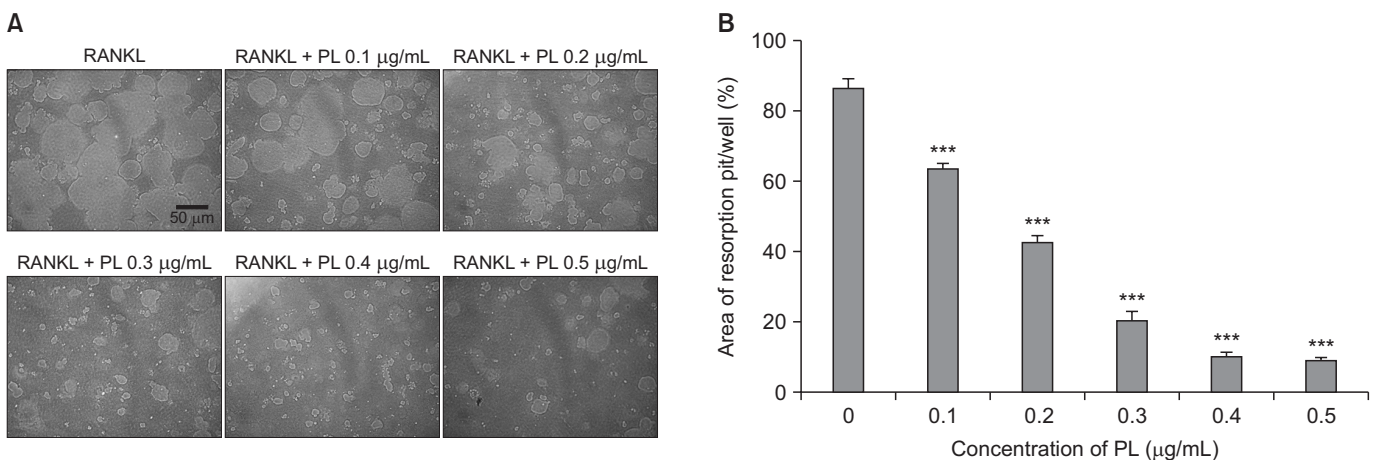 A
RANKL
RANKL + PL 0.1 μg/mL
RANKL + PL 0.2 μg/mL
50 μm
RANKL + PL 0.3 μg/mL
RANKL + PL 0.4 μg/mL
RANKL + PL 0.5 μg/mL
B
Area of resorption pit/well (%)
100
80
60
40
20
0
***
***
***
***
***
0 0.1 0.2 0.3 0.4 0.5
Concentration of PL (μg/mL)